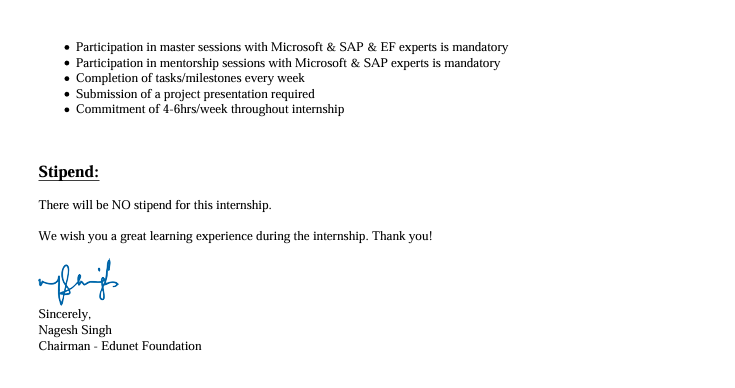 • Participation in master sessions with Microsoft & SAP & EF experts is mandatory
• Participation in mentorship sessions with Microsoft & SAP experts is mandatory
• Completion of tasks/milestones every week
• Submission of a project presentation required
• Commitment of 4-6hrs/week throughout internship
Stipend:
There will be NO stipend for this internship.
We wish you a great learning experience during the internship. Thank you!
Sincerely,
Nagesh Singh
Chairman - Edunet Foundation